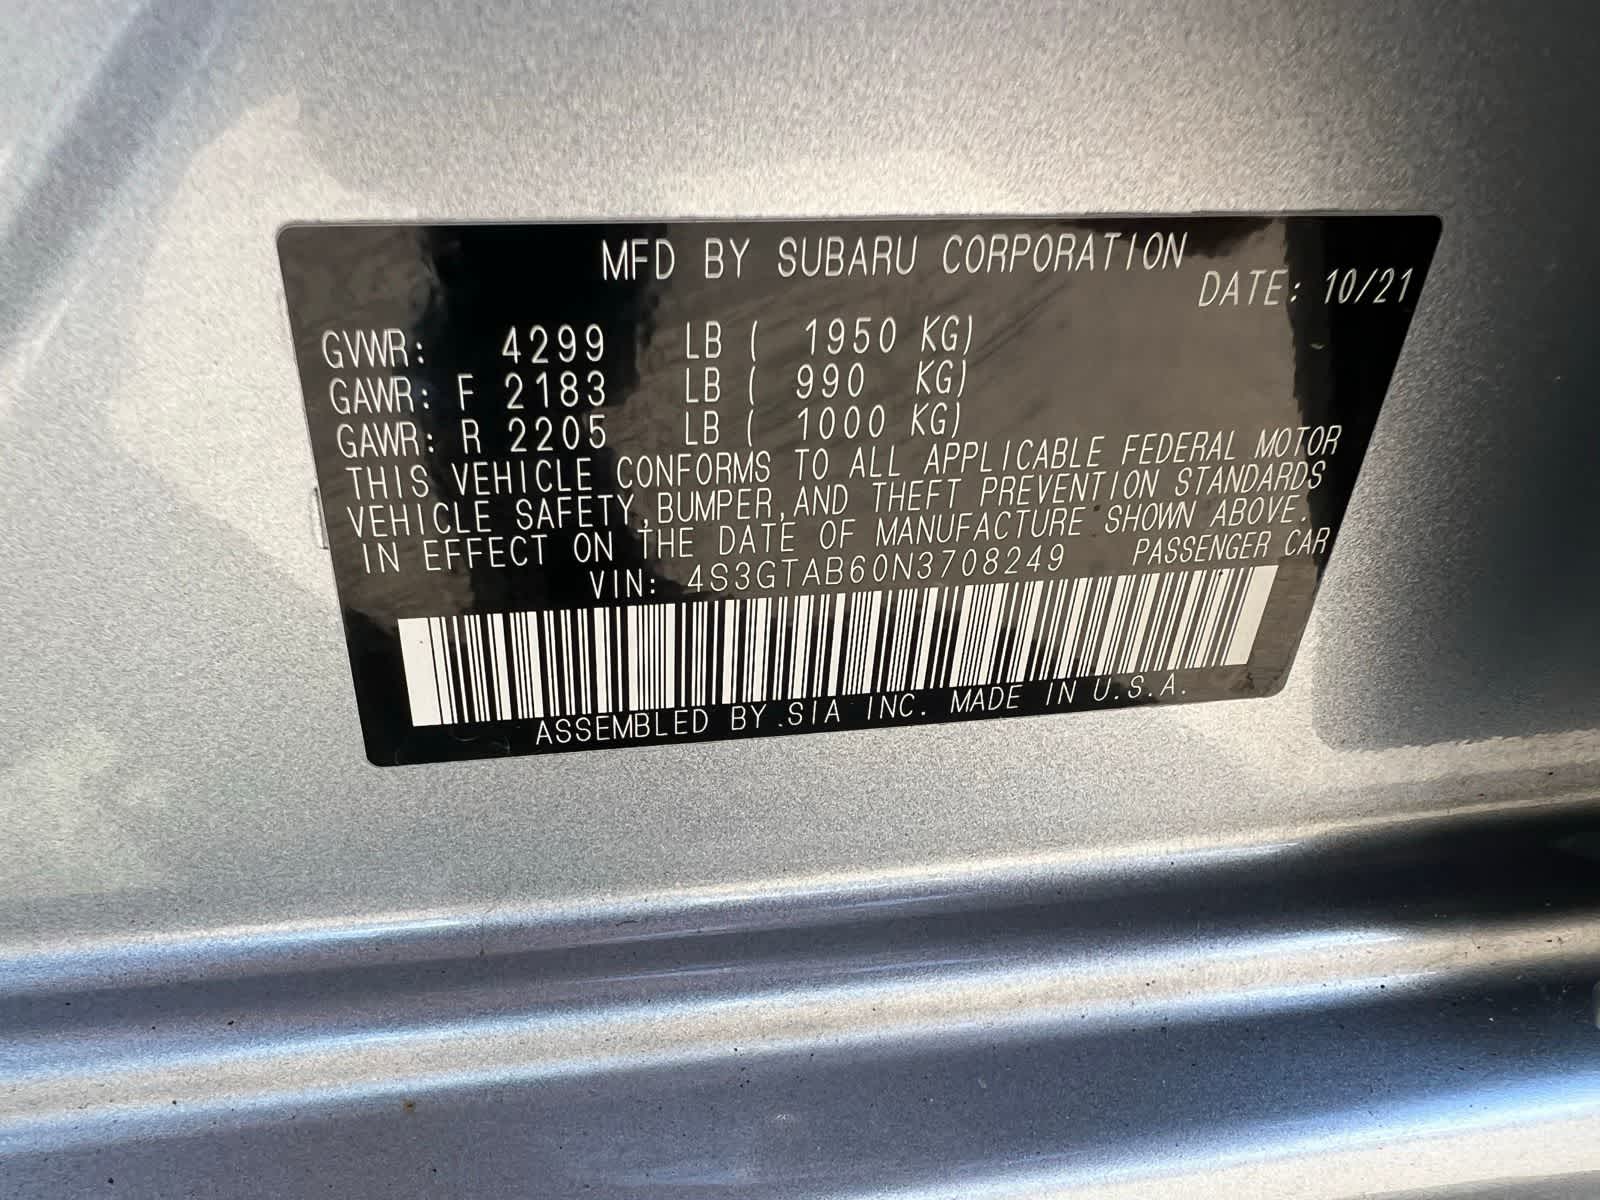 MFD BY SUBARU CORPORATION
DATE: 10/21
GVWR: 4299 LB ( 1950 KG)
GAWR: F 2183 LB ( 990 KG)
GAWR: R 2205 LB ( 1000 KG)
THIS VEHICLE CONFORMS TO ALL APPLICABLE FEDERAL MOTOR
VEHICLE SAFETY,BUMPER,AND THEFT PREVENTION STANDARDS
IN EFFECT ON THE DATE OF MANUFACTURE SHOWN ABOVE.
VIN: 4S3GTAB60N3708249 PASSENGER CAR
ASSEMBLED BY SIA INC. MADE IN U.S.A.